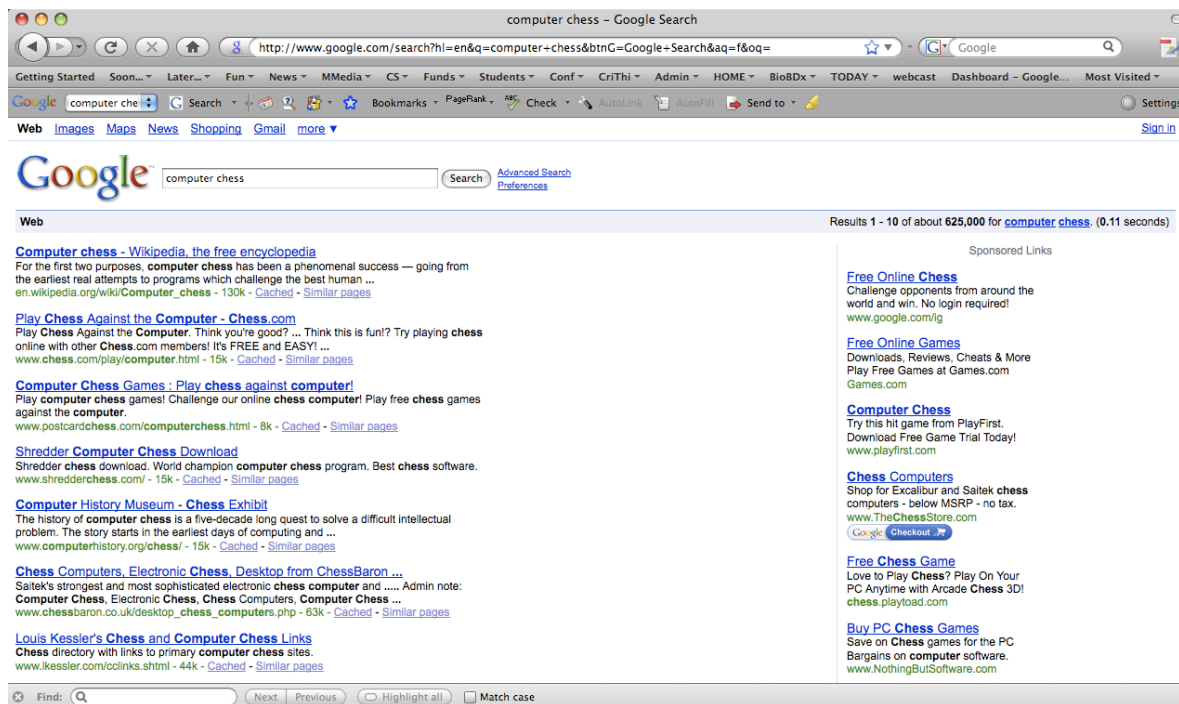 computer chess – Google Search
http://www.google.com/search?hl=en&q=computer+chess&btnG=Google+Search&aq=f&oq=
Google
Getting Started Soon... Later... Fun News MMedia CS Funds Students Conf CriThi Admin HOME BioBDx TODAY webcast Dashboard – Google... Most Visited
Google computer che Search Bookmarks PageRank Check AutoLink AutoFill Send to Settings
Web Images Maps News Shopping Gmail more ▼ Sign in
Google computer chess Search Advanced Search
Preferences
Web Results 1 - 10 of about 625,000 for computer chess. (0.11 seconds)
Computer chess - Wikipedia, the free encyclopedia
For the first two purposes, computer chess has been a phenomenal success — going from
the earliest real attempts to programs which challenge the best human ...
en.wikipedia.org/wiki/Computer_chess - 130k - Cached - Similar pages
Play Chess Against the Computer - Chess.com
Play Chess Against the Computer. Think you're good? ... Think this is fun!? Try playing chess
online with other Chess.com members! It's FREE and EASY! ...
www.chess.com/play/computer.html - 15k - Cached - Similar pages
Computer Chess Games : Play chess against computer!
Play computer chess games! Challenge our online chess computer! Play free chess games
against the computer.
www.postcardchess.com/computerchess.html - 8k - Cached - Similar pages
Shredder Computer Chess Download
Shredder chess download. World champion computer chess program. Best chess software.
www.shredderchess.com/ - 15k - Cached - Similar pages
Computer History Museum - Chess Exhibit
The history of computer chess is a five-decade long quest to solve a difficult intellectual
problem. The story starts in the earliest days of computing and ...
www.computerhistory.org/chess/ - 15k - Cached - Similar pages
Chess Computers, Electronic Chess, Desktop from ChessBaron ...
Saitek's strongest and most sophisticated electronic chess computer and ..... Admin note:
Computer Chess, Electronic Chess, Chess Computers, Computer Chess ...
www.chessbaron.co.uk/desktop_chess_computers.php - 63k - Cached - Similar pages
Louis Kessler's Chess and Computer Chess Links
Chess directory with links to primary computer chess sites.
www.lkessler.com/cclinks.shtml - 44k - Cached - Similar pages
Sponsored Links
Free Online Chess
Challenge opponents from around the
world and win. No login required!
www.google.com/ig
Free Online Games
Downloads, Reviews, Cheats & More
Play Free Games at Games.com
Games.com
Computer Chess
Try this hit game from PlayFirst.
Download Free Game Trial Today!
www.playfirst.com
Chess Computers
Shop for Excalibur and Saitek chess
computers - below MSRP - no tax.
www.TheChessStore.com
Google Checkout
Free Chess Game
Love to Play Chess? Play On Your
PC Anytime with Arcade Chess 3D!
chess.playtoad.com
Buy PC Chess Games
Save on Chess games for the PC
Bargains on computer software.
www.NothingButSoftware.com
Find: Next Previous Highlight all Match case